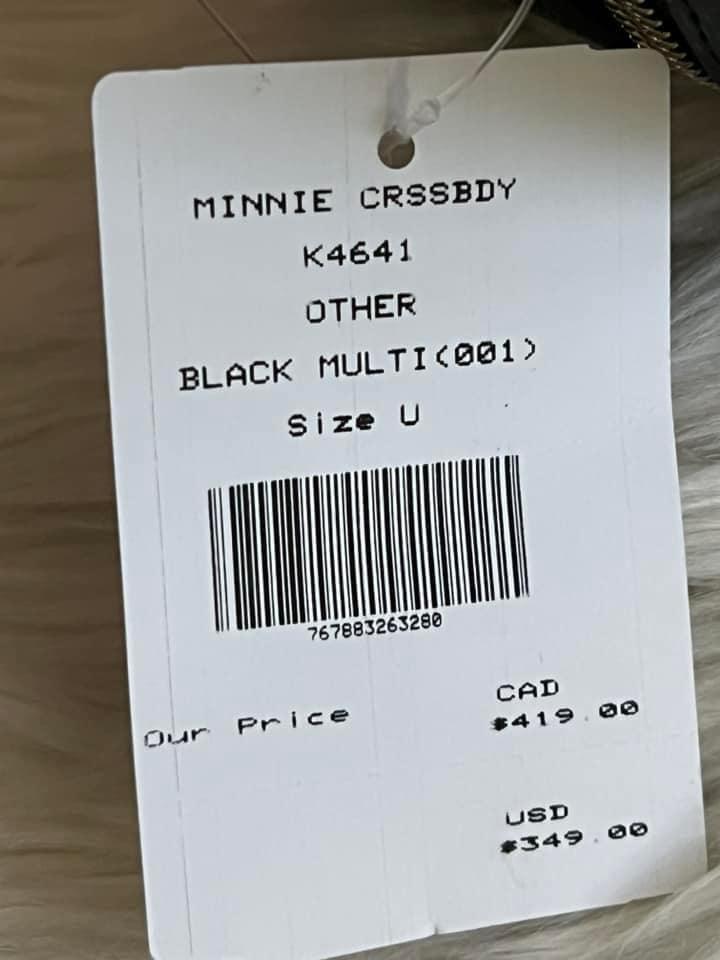 MINNIE CRSSBDY
K4641
OTHER
BLACK MULTI(001)
Size U
767883263280
Our Price
CAD
$419.00
USD
$349.00